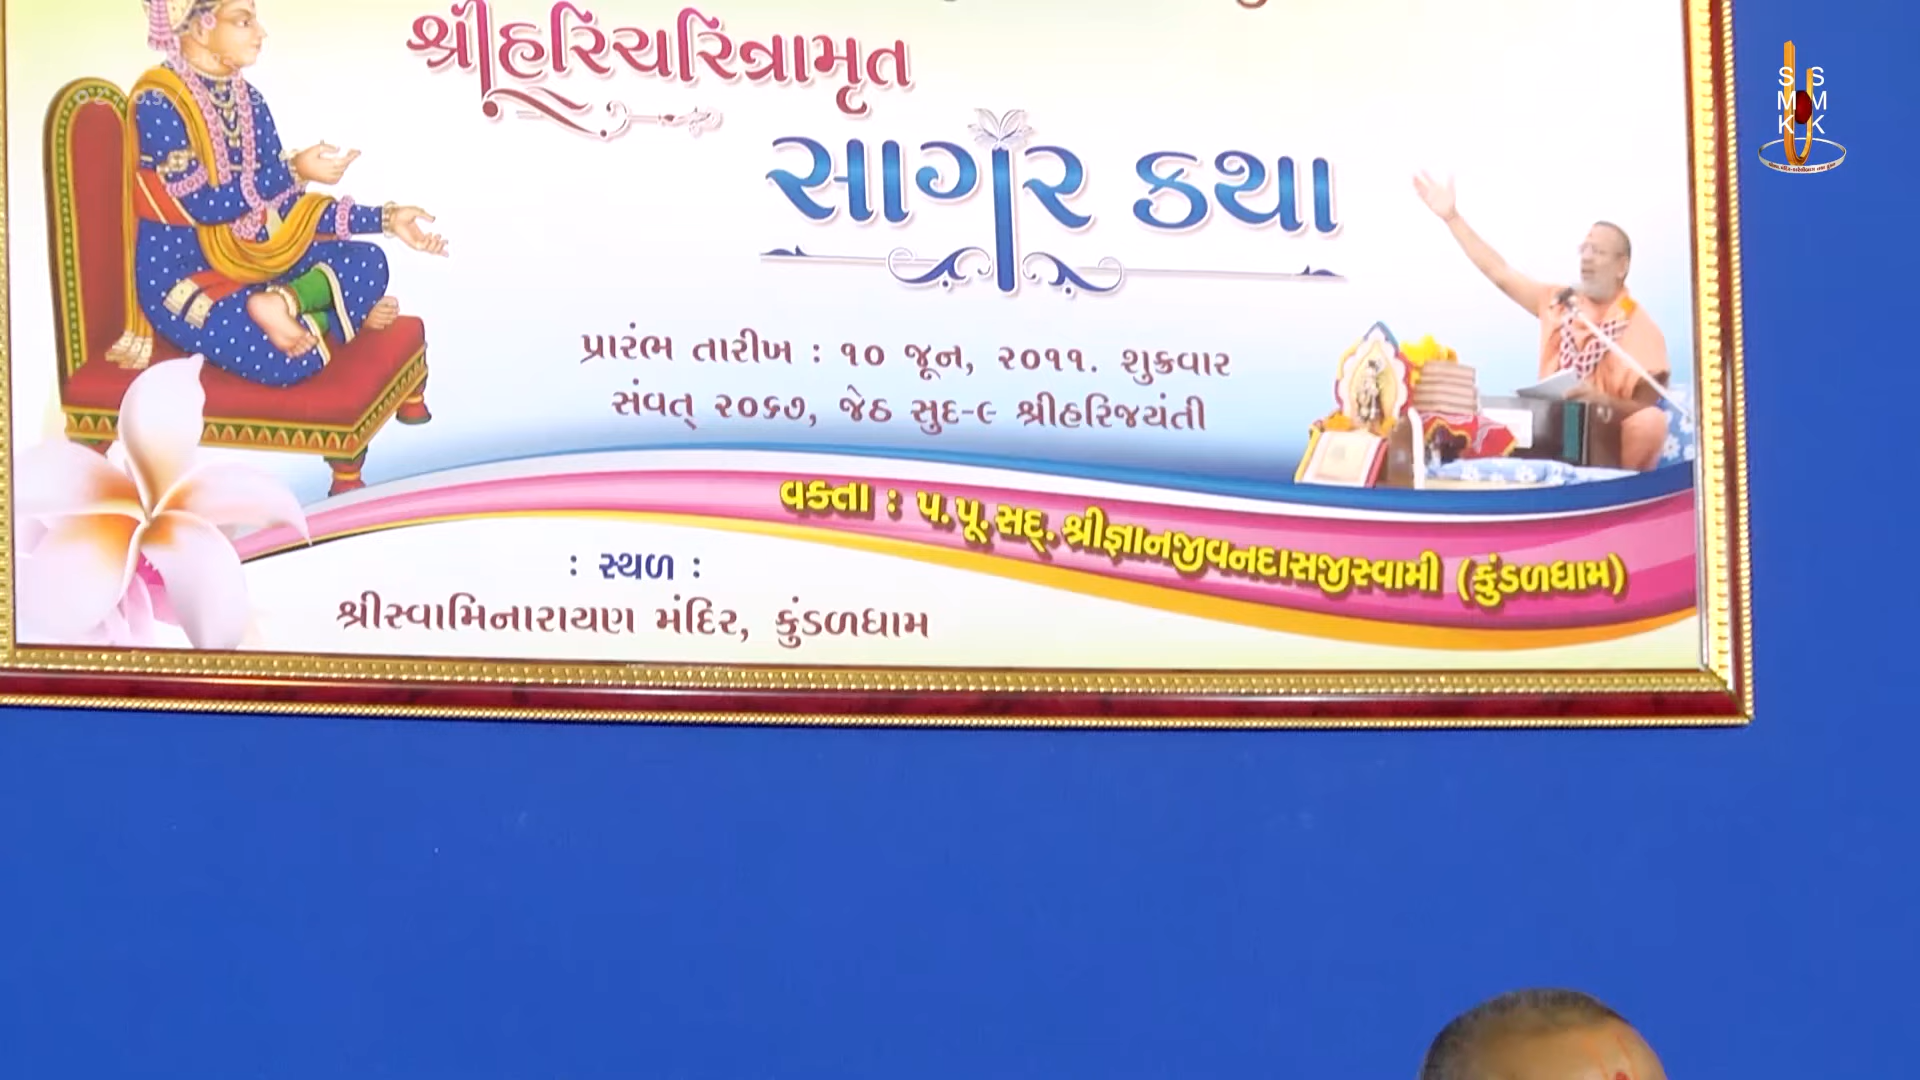 શ્રીહરિચરિત્રામૃત
સાગર કથા
પ્રારંભ તારીખ : ૧૦ જૂન, ૨૦૧૧. શુક્રવાર
સંવત્ ૨૦૬૭, જેઠ સુદ-૯ શ્રીહરિજયંતી
વક્તા : પ.પૂ.સદ્.શ્રીજ્ઞાનજીવનદાસજીસ્વામી (કુંડળધામ)
: સ્થળ :
શ્રીસ્વામિનારાયણ મંદિર, કુંડળધામ
S S
M M
K K